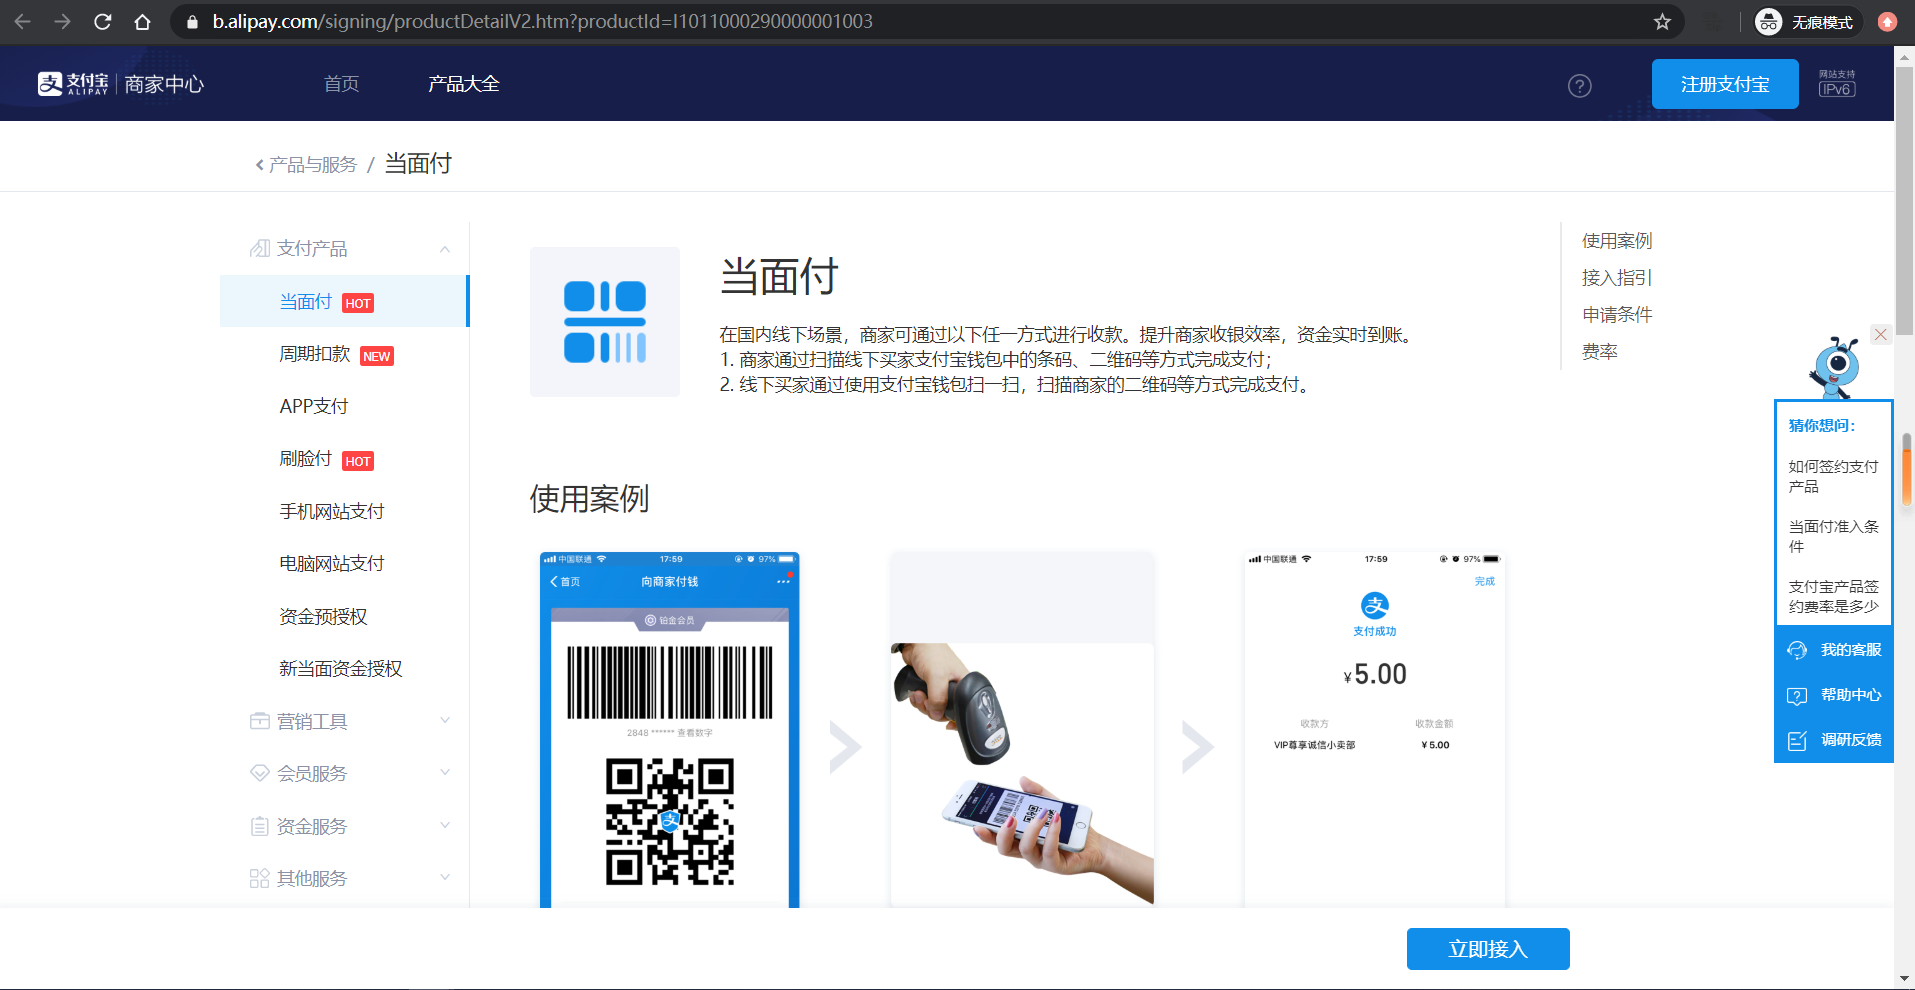 b.alipay.com/signing/productDetailV2.htm?productId=I1011000290000001003
无痕模式
支付宝 ALIPAY 商家中心
首页
产品大全
注册支付宝
网站支持
IPv6
产品与服务 / 当面付
支付产品
当面付 HOT
周期扣款 NEW
APP支付
刷脸付 HOT
手机网站支付
电脑网站支付
资金预授权
新当面资金授权
营销工具
会员服务
资金服务
其他服务
当面付
在国内线下场景，商家可通过以下任一方式进行收款。提升商家收银效率，资金实时到账。
1. 商家通过扫描线下买家支付宝钱包中的条码、二维码等方式完成支付；
2. 线下买家通过使用支付宝钱包扫一扫，扫描商家的二维码等方式完成支付。
使用案例
中国联通 17:59 97%
首页 向商家付钱
铂金会员
2848 ****** 查看数字
支
中国联通 17:59 97%
完成
支
支付成功
¥5.00
收款方 收款金额
VIP尊享诚信小卖部 ¥5.00
使用案例
接入指引
申请条件
费率
猜你想问：
如何签约支付
产品
当面付准入条
件
支付宝产品签
约费率是多少
我的客服
帮助中心
调研反馈
立即接入